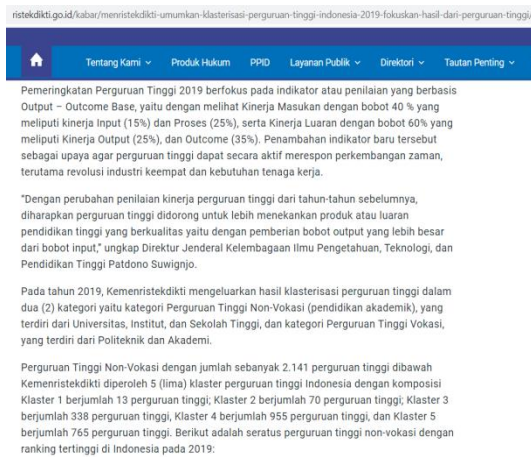 ristekdikti.go.id/kabar/menristekdikti-umumkan-klasterisasi-perguruan-tinggi-indonesia-2019-fokuskan-hasil-dari-perguruan-tinggi/
Tentang Kami Produk Hukum PPID Layanan Publik Direktori Tautan Penting
Pemeringkatan Perguruan Tinggi 2019 berfokus pada indikator atau penilaian yang berbasis
Output – Outcome Base, yaitu dengan melihat Kinerja Masukan dengan bobot 40 % yang
meliputi kinerja Input (15%) dan Proses (25%), serta Kinerja Luaran dengan bobot 60% yang
meliputi Kinerja Output (25%), dan Outcome (35%). Penambahan indikator baru tersebut
sebagai upaya agar perguruan tinggi dapat secara aktif merespon perkembangan zaman,
terutama revolusi industri keempat dan kebutuhan tenaga kerja.
"Dengan perubahan penilaian kinerja perguruan tinggi dari tahun-tahun sebelumnya,
diharapkan perguruan tinggi didorong untuk lebih menekankan produk atau luaran
pendidikan tinggi yang berkualitas yaitu dengan pemberian bobot output yang lebih besar
dari bobot input," ungkap Direktur Jenderal Kelembagaan Ilmu Pengetahuan, Teknologi, dan
Pendidikan Tinggi Patdono Suwignjo.
Pada tahun 2019, Kemenristekdikti mengeluarkan hasil klasterisasi perguruan tinggi dalam
dua (2) kategori yaitu kategori Perguruan Tinggi Non-Vokasi (pendidikan akademik), yang
terdiri dari Universitas, Institut, dan Sekolah Tinggi, dan kategori Perguruan Tinggi Vokasi,
yang terdiri dari Politeknik dan Akademi.
Perguruan Tinggi Non-Vokasi dengan jumlah sebanyak 2.141 perguruan tinggi dibawah
Kemenristekdikti diperoleh 5 (lima) klaster perguruan tinggi Indonesia dengan komposisi
Klaster 1 berjumlah 13 perguruan tinggi; Klaster 2 berjumlah 70 perguruan tinggi; Klaster 3
berjumlah 338 perguruan tinggi, Klaster 4 berjumlah 955 perguruan tinggi, dan Klaster 5
berjumlah 765 perguruan tinggi. Berikut adalah seratus perguruan tinggi non-vokasi dengan
ranking tertinggi di Indonesia pada 2019: